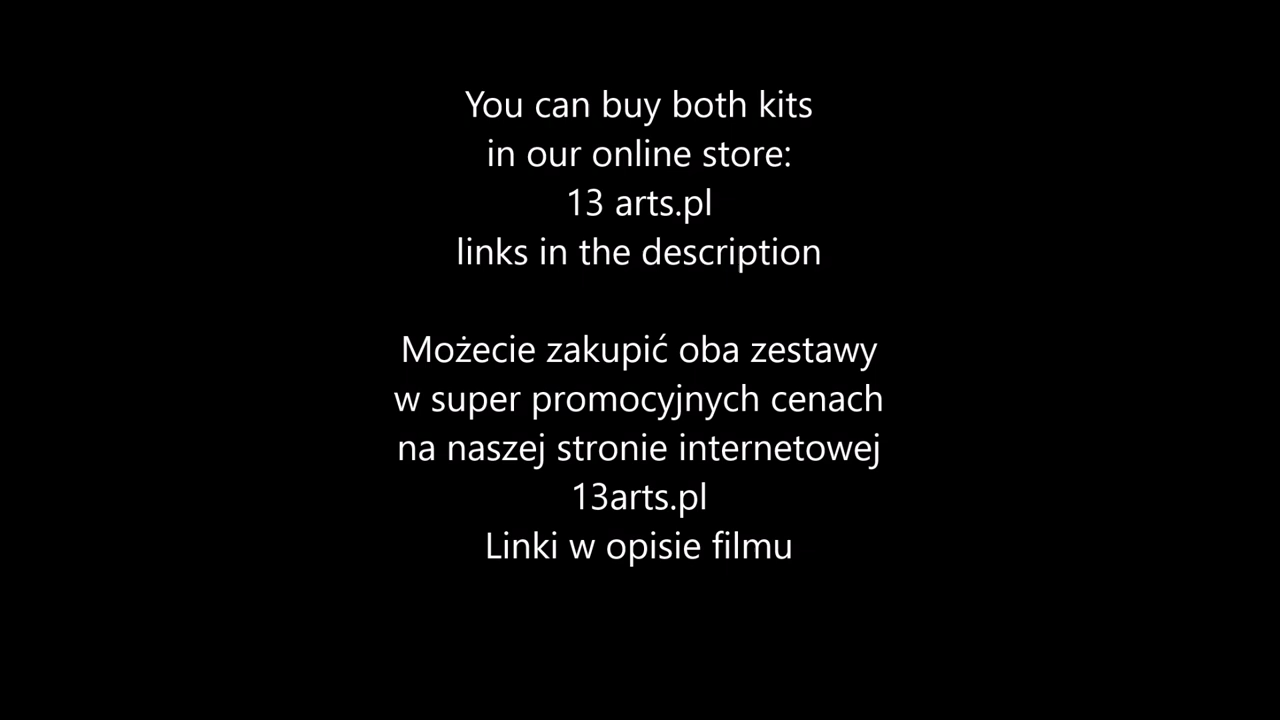 You can buy both kits
in our online store:
13 arts.pl
links in the description
Możecie zakupić oba zestawy
w super promocyjnych cenach
na naszej stronie internetowej
13arts.pl
Linki w opisie filmu